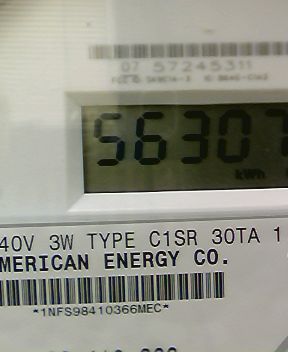 07 57245311
56307
kWh
40V 3W TYPE C1SR 30TA 1
MERICAN ENERGY CO.
*1NFS98410366MEC*